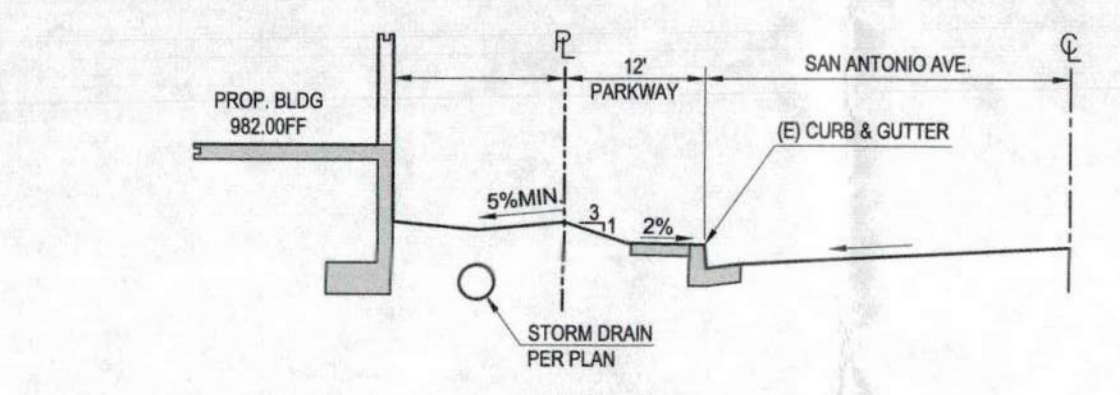 PL
CL
12'
PARKWAY
SAN ANTONIO AVE.
PROP. BLDG
982.00FF
(E) CURB & GUTTER
5%MIN.
3
1
2%
STORM DRAIN
PER PLAN